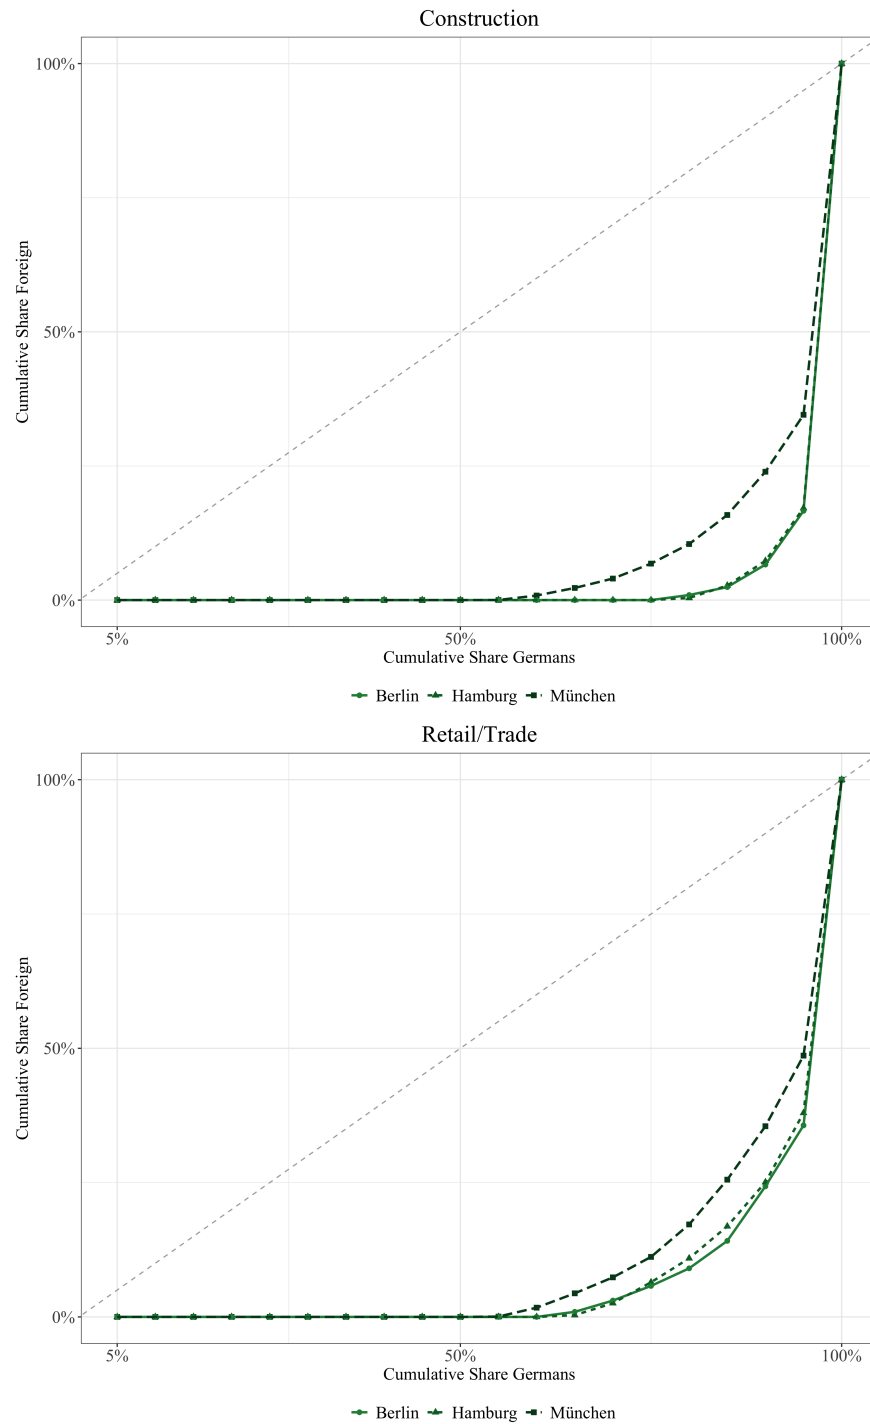 Construction
100%
50%
0%
Cumulative Share Foreign
5% 50% 100%
Cumulative Share Germans
Berlin Hamburg München
Retail/Trade
100%
50%
0%
Cumulative Share Foreign
5% 50% 100%
Cumulative Share Germans
Berlin Hamburg München